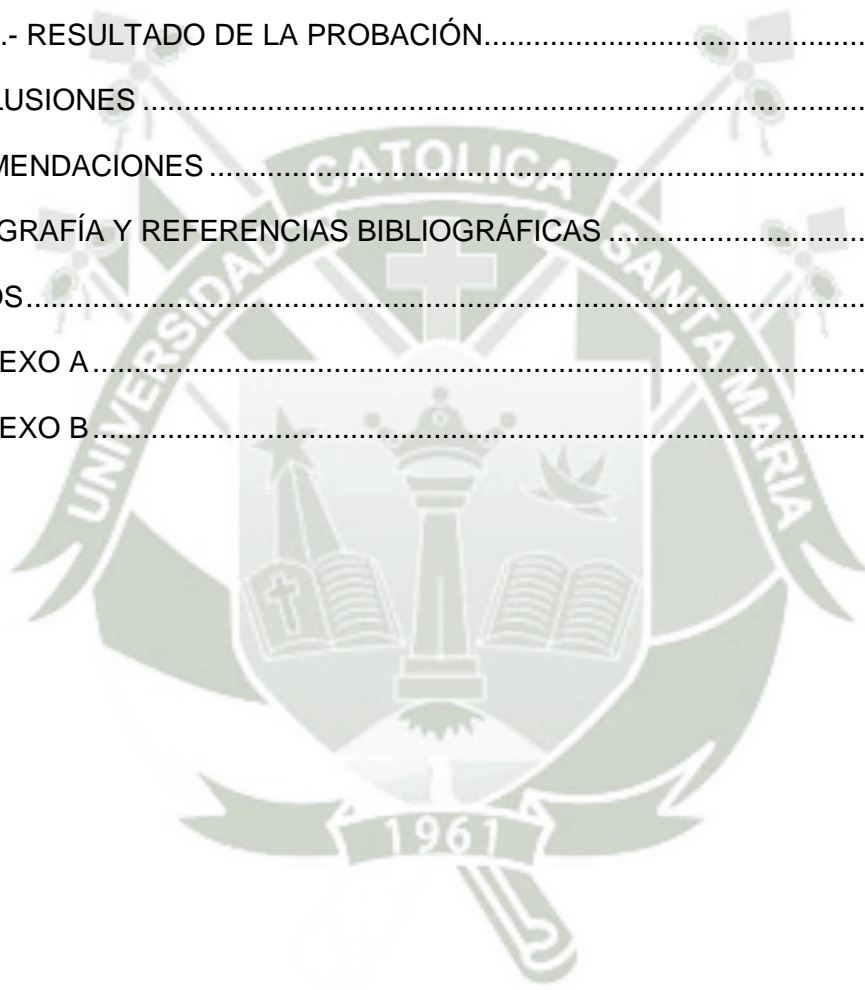 .- RESULTADO DE LA PROBACIÓN..............................................
LUSIONES ..........................................................................................
MENDACIONES ................................................................................
GRAFÍA Y REFERENCIAS BIBLIOGRÁFICAS ...............................
OS.........................................................................................................
EXO A................................................................................................
EXO B................................................................................................
UNIVERSIDAD CATOLICA SANTA MARIA
1961